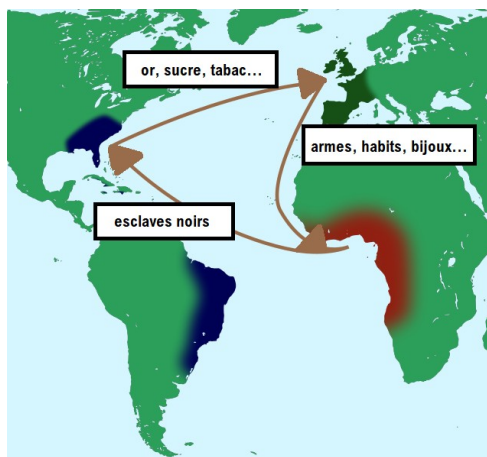 or, sucre, tabac...
armes, habits, bijoux...
esclaves noirs